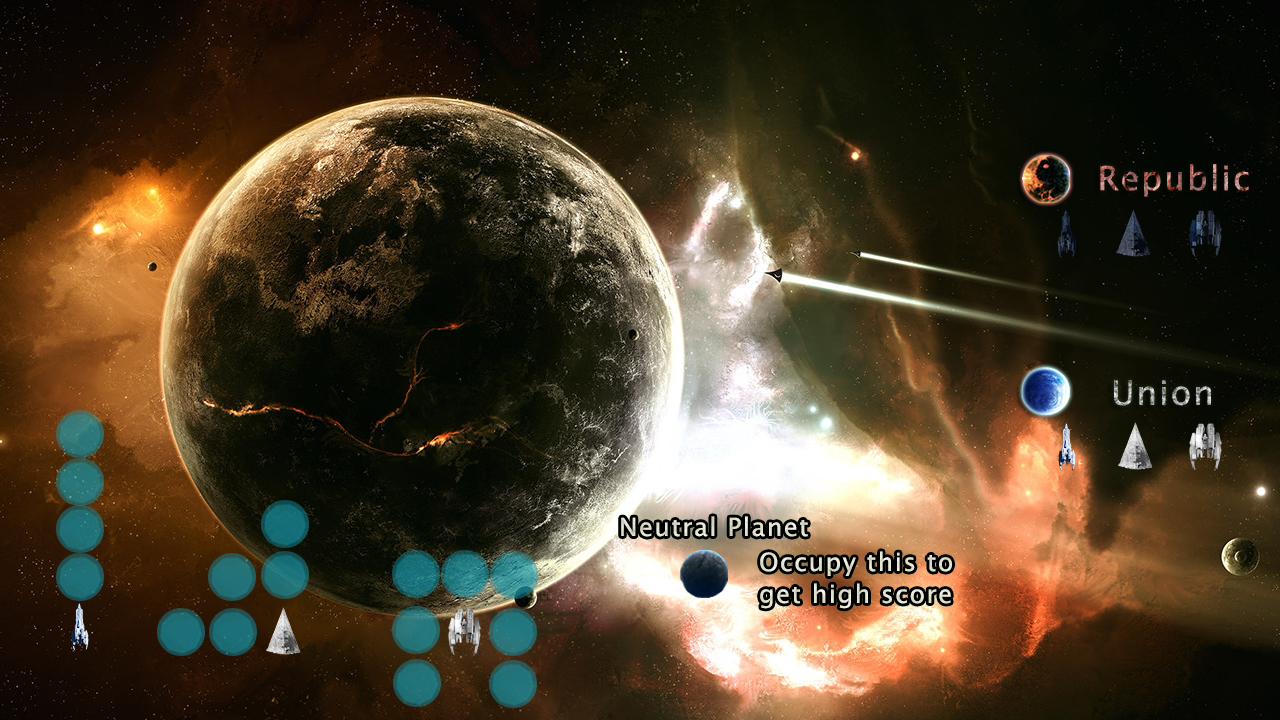 Republic
Union
Neutral Planet
Occupy this to
get high score